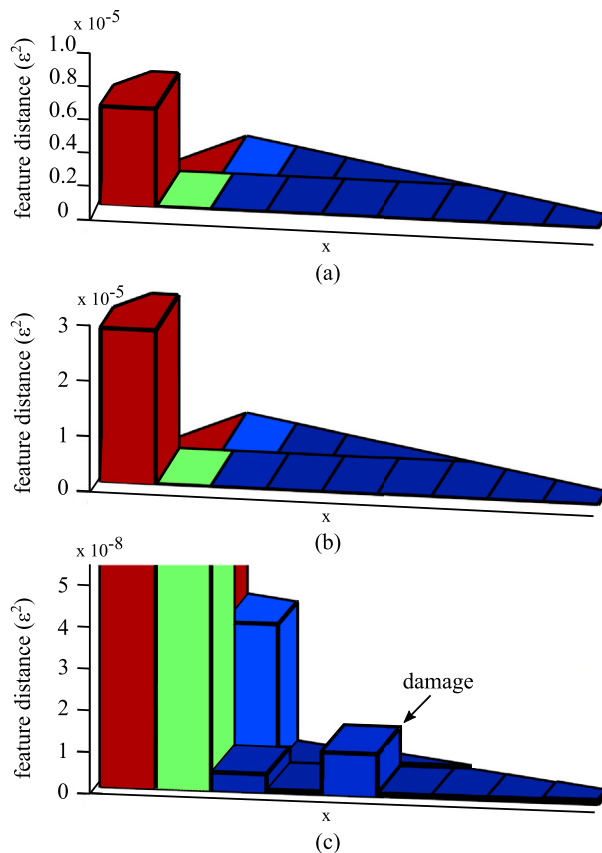 x 10^-5
feature distance (ε²)
1.0
0.8
0.6
0.4
0.2
0
x
(a)
x 10^-5
feature distance (ε²)
3
2
1
0
x
(b)
x 10^-8
feature distance (ε²)
5
4
3
2
1
0
damage
x
(c)